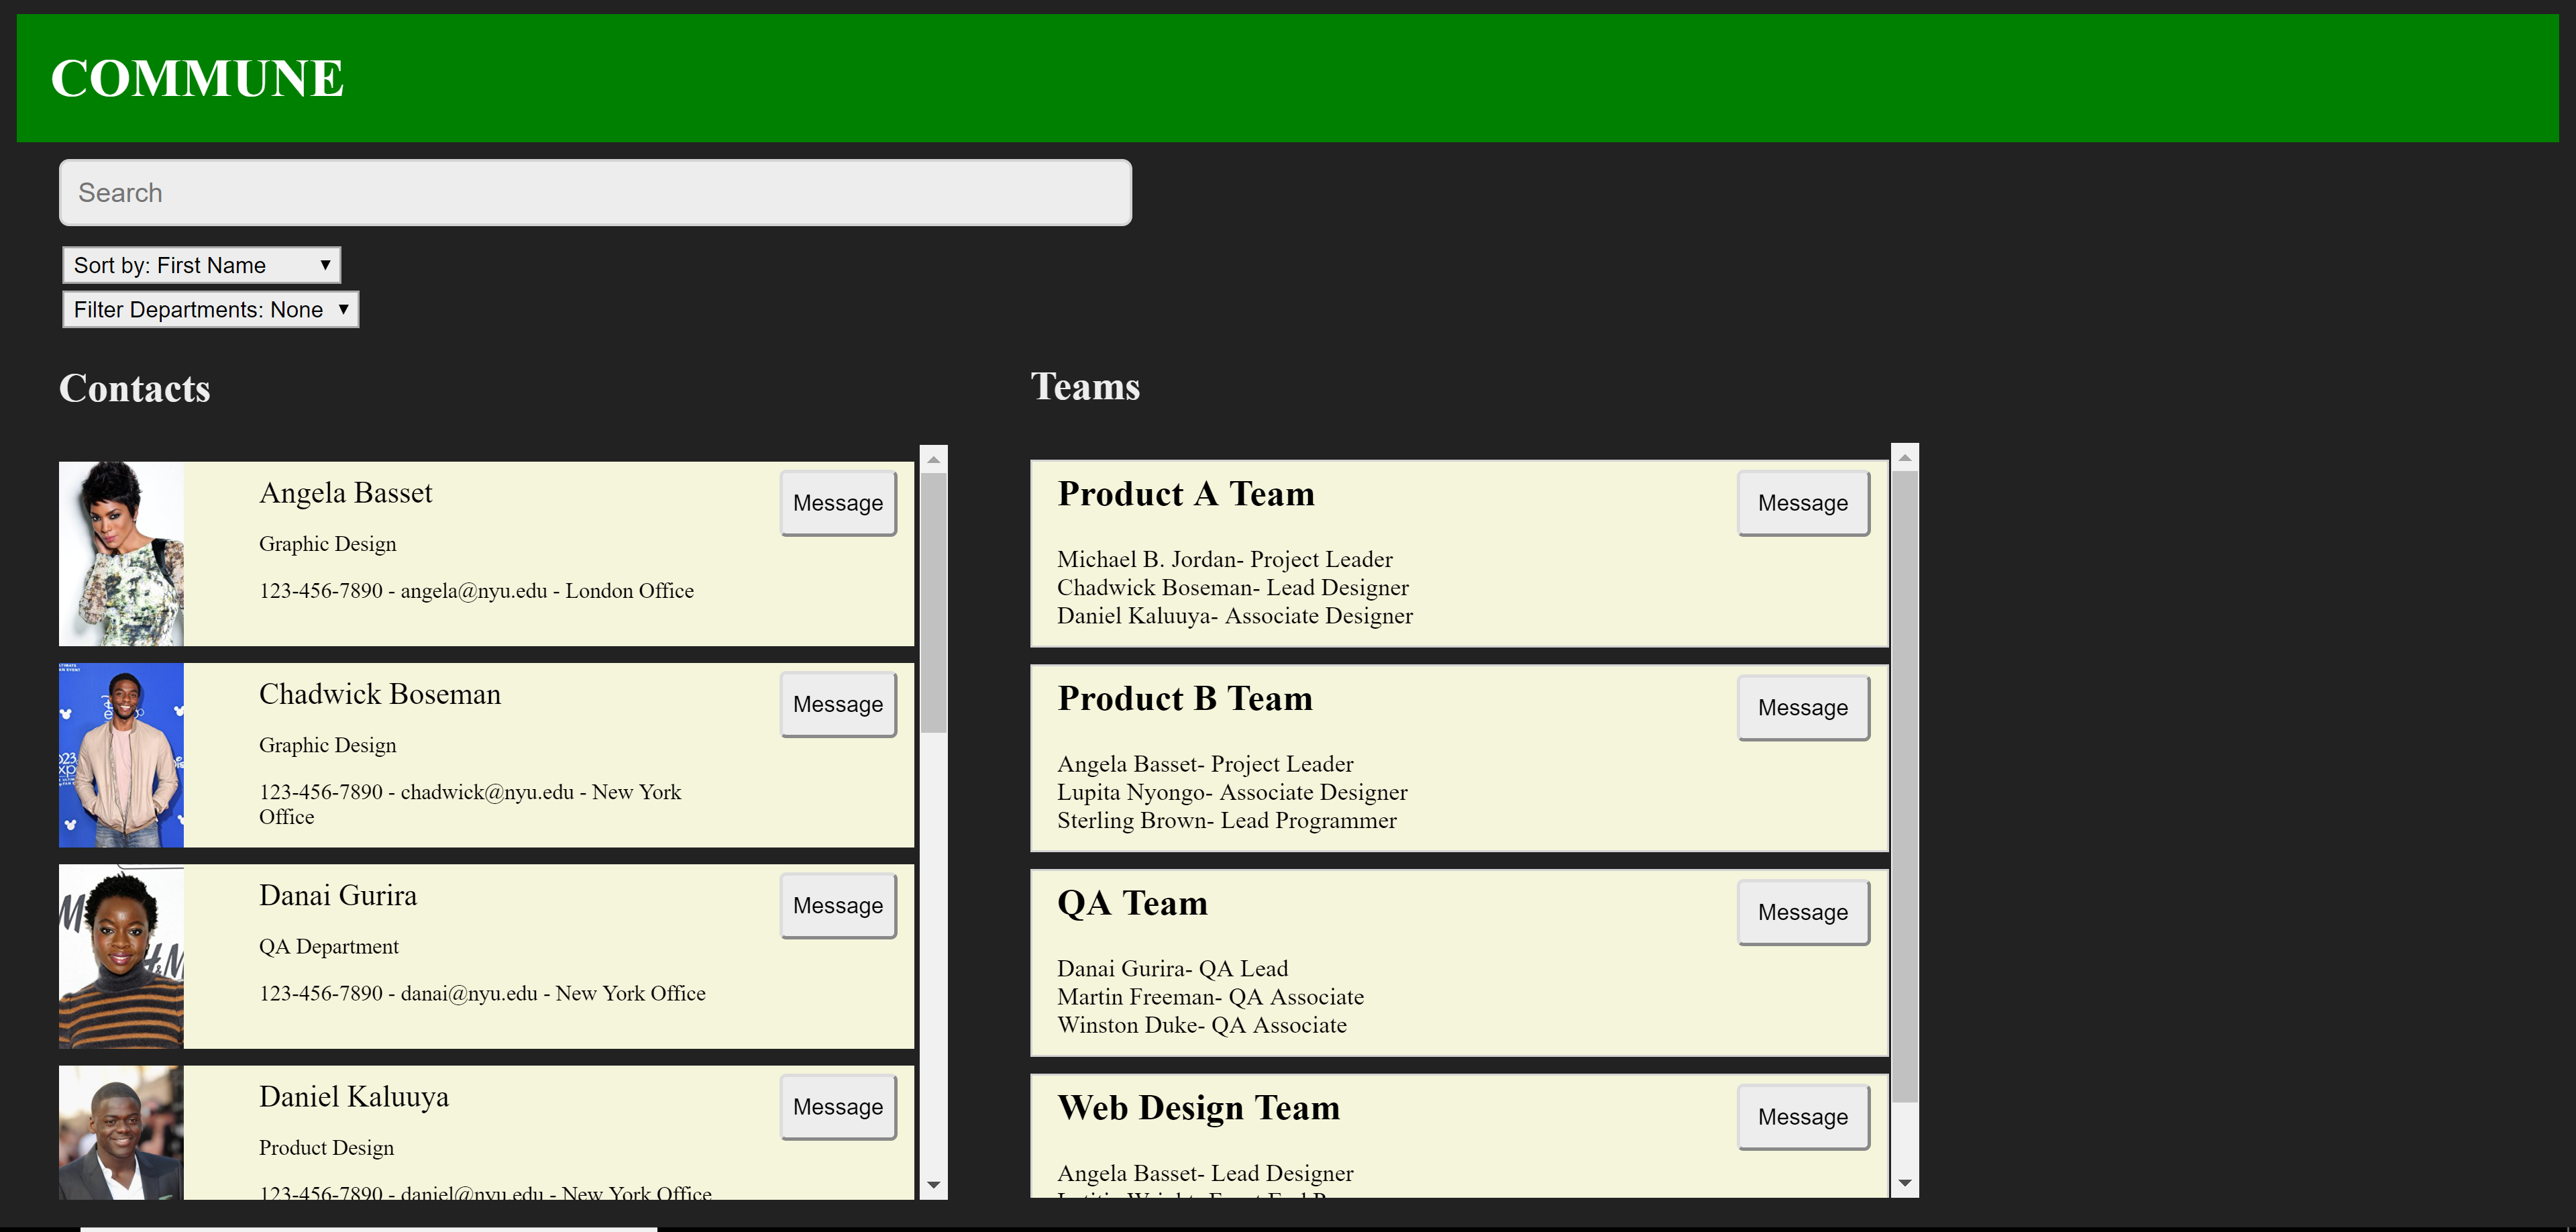 COMMUNE
Search
Sort by: First Name
Filter Departments: None
Contacts
Angela Basset
Message
Graphic Design
123-456-7890 - angela@nyu.edu - London Office
Chadwick Boseman
Message
Graphic Design
123-456-7890 - chadwick@nyu.edu - New York
Office
Danai Gurira
Message
QA Department
123-456-7890 - danai@nyu.edu - New York Office
Daniel Kaluuya
Message
Product Design
123-456-7890 - daniel@nyu.edu - New York Office
Teams
Product A Team
Message
Michael B. Jordan- Project Leader
Chadwick Boseman- Lead Designer
Daniel Kaluuya- Associate Designer
Product B Team
Message
Angela Basset- Project Leader
Lupita Nyongo- Associate Designer
Sterling Brown- Lead Programmer
QA Team
Message
Danai Gurira- QA Lead
Martin Freeman- QA Associate
Winston Duke- QA Associate
Web Design Team
Message
Angela Basset- Lead Designer